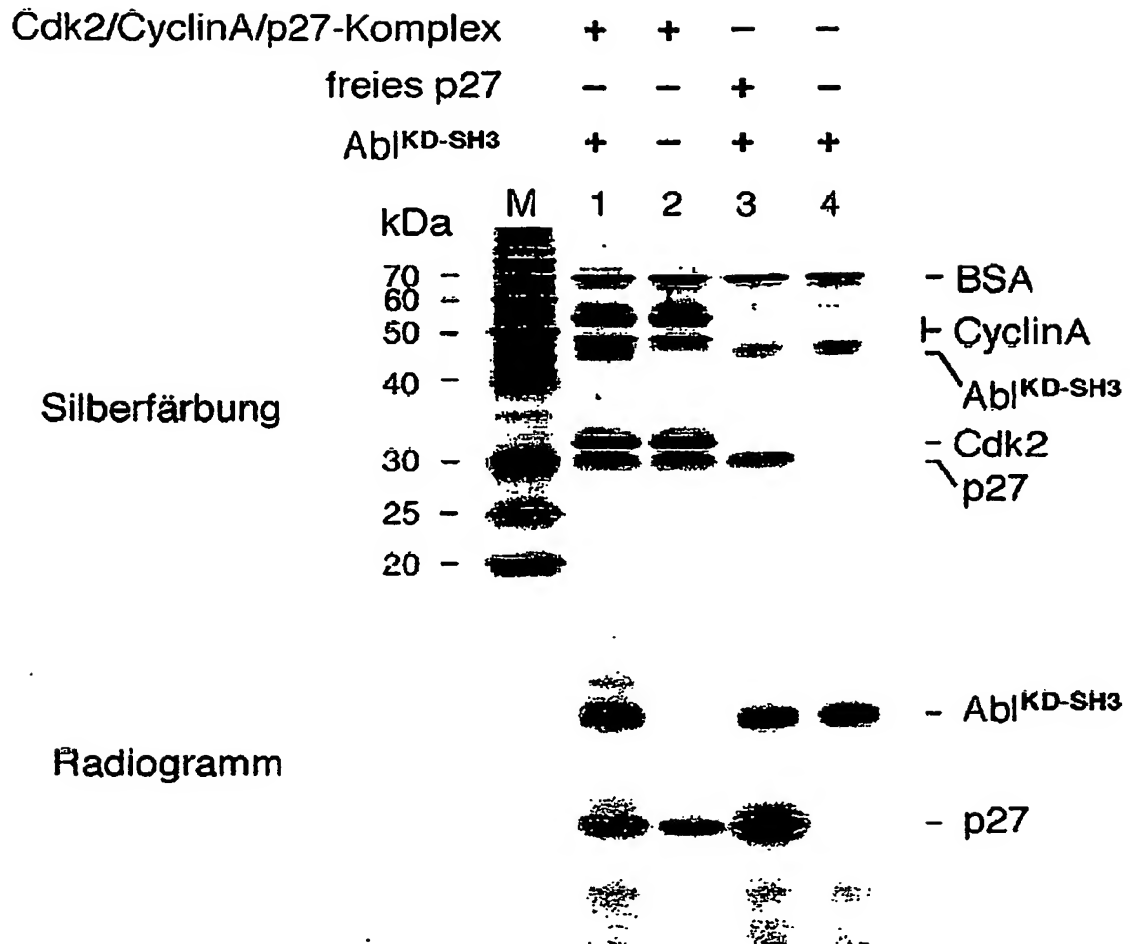 Cdk2/CyclinA/p27-Komplex + + − −
freies p27 − − + −
Abl KD-SH3 + − + +
kDa M 1 2 3 4
70 − − BSA
60 −
50 − CyclinA
Abl KD-SH3
40 −
Silberfärbung
− Cdk2
30 −
p27
25 −
20 −
− Abl KD-SH3
Radiogramm
− p27